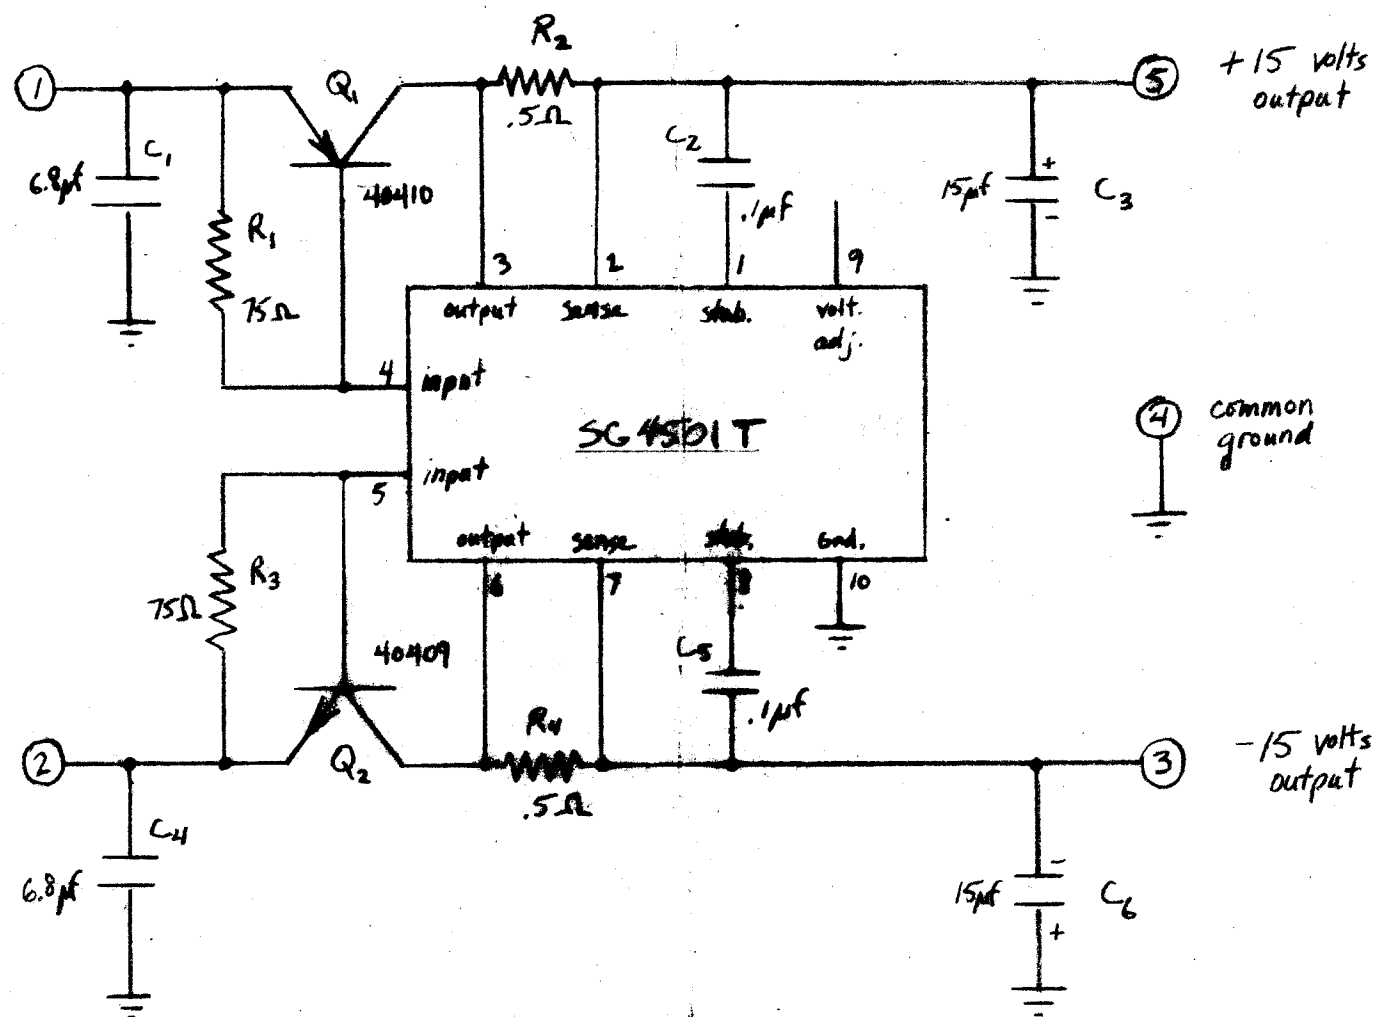 R2
1
Q1
.5Ω
5
+15 volts
output
C1
6.8µf
40410
C2
.1µf
15µf
+
-
C3
R1
75Ω
3
2
1
9
output
sense
stab.
volt.
adj.
4
input
SG4501T
4
common
ground
5
input
output
sense
stab.
Gnd.
6
7
8
10
R3
75Ω
40409
C5
.1µf
R4
2
Q2
.5Ω
3
-15 volts
output
C4
6.8µf
15µf
-
+
C6